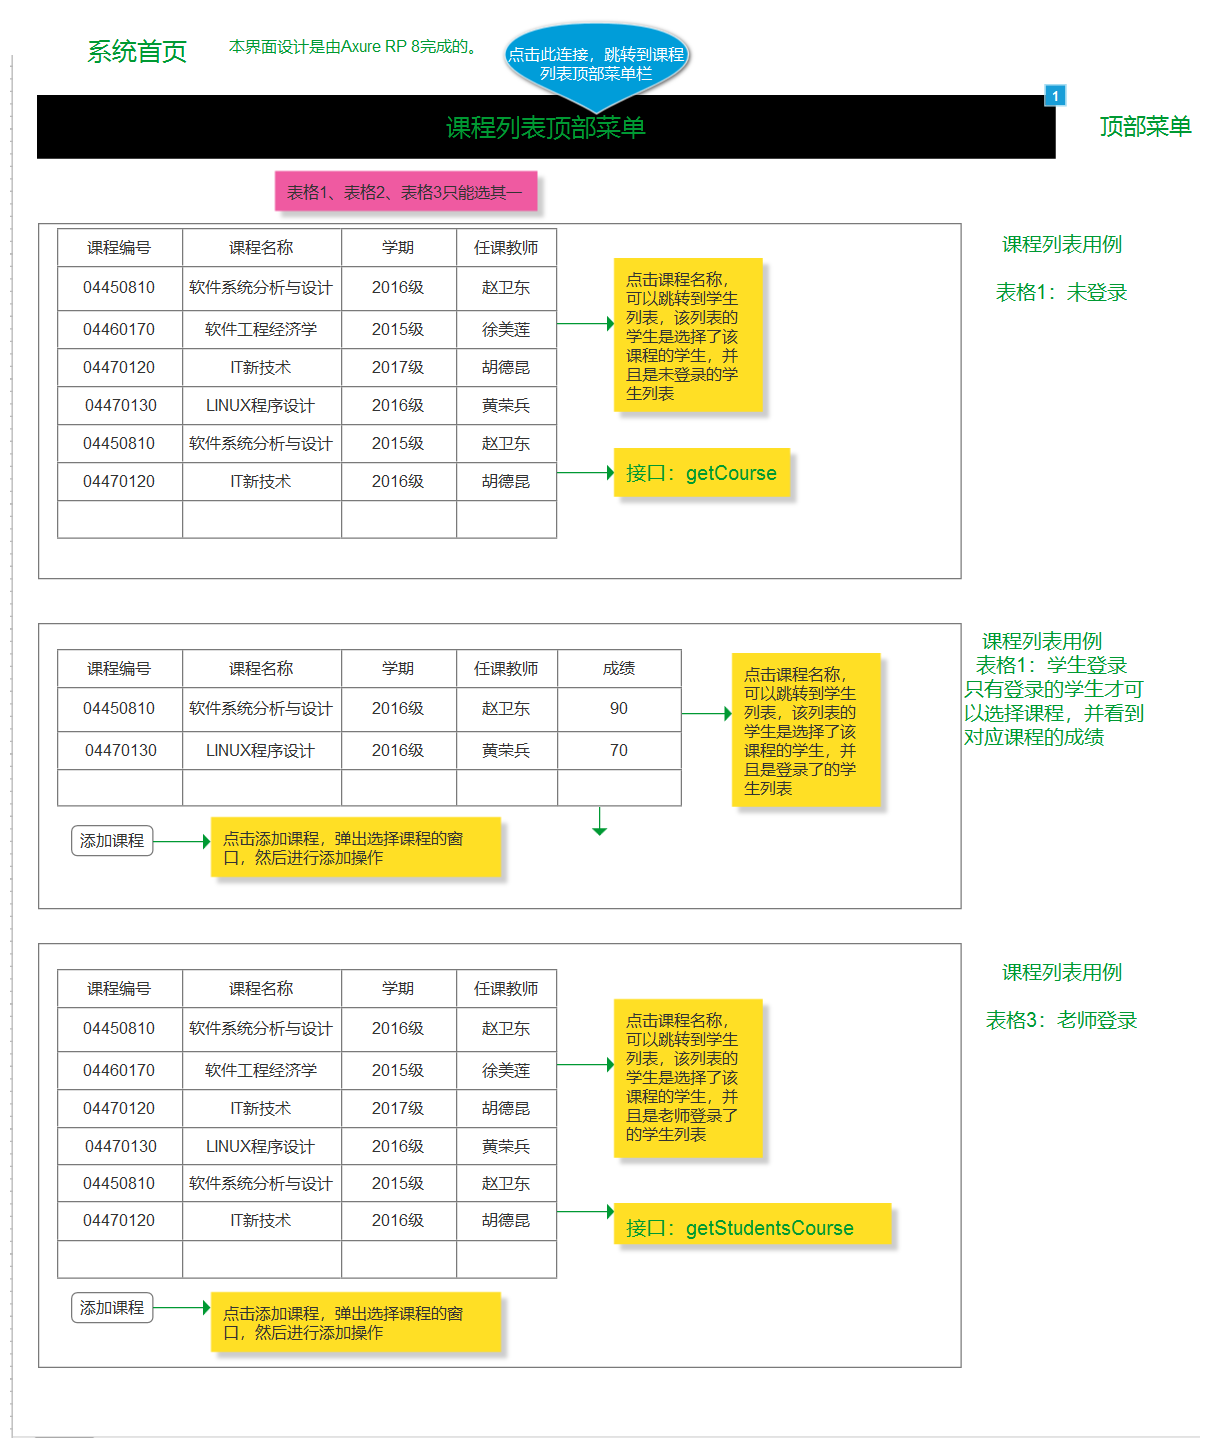 系统首页
本界面设计是由Axure RP 8完成的。
点击此连接，跳转到课程
列表顶部菜单栏
1
课程列表顶部菜单
顶部菜单
表格1、表格2、表格3只能选其一
课程列表用例
表格1：未登录
课程编号 课程名称 学期 任课教师
04450810 软件系统分析与设计 2016级 赵卫东
04460170 软件工程经济学 2015级 徐美莲
04470120 IT新技术 2017级 胡德昆
04470130 LINUX程序设计 2016级 黄荣兵
04450810 软件系统分析与设计 2015级 赵卫东
04470120 IT新技术 2016级 胡德昆
点击课程名称，
可以跳转到学生
列表，该列表的
学生是选择了该
课程的学生，并
且是未登录的学
生列表
接口：getCourse
课程列表用例
表格1：学生登录
只有登录的学生才可
以选择课程，并看到
对应课程的成绩
课程编号 课程名称 学期 任课教师 成绩
04450810 软件系统分析与设计 2016级 赵卫东 90
04470130 LINUX程序设计 2016级 黄荣兵 70
点击课程名称，
可以跳转到学生
列表，该列表的
学生是选择了该
课程的学生，并
且是登录了的学
生列表
添加课程
点击添加课程，弹出选择课程的窗
口，然后进行添加操作
课程列表用例
表格3：老师登录
课程编号 课程名称 学期 任课教师
04450810 软件系统分析与设计 2016级 赵卫东
04460170 软件工程经济学 2015级 徐美莲
04470120 IT新技术 2017级 胡德昆
04470130 LINUX程序设计 2016级 黄荣兵
04450810 软件系统分析与设计 2015级 赵卫东
04470120 IT新技术 2016级 胡德昆
点击课程名称，
可以跳转到学生
列表，该列表的
学生是选择了该
课程的学生，并
且是老师登录了
的学生列表
接口：getStudentsCourse
添加课程
点击添加课程，弹出选择课程的窗
口，然后进行添加操作